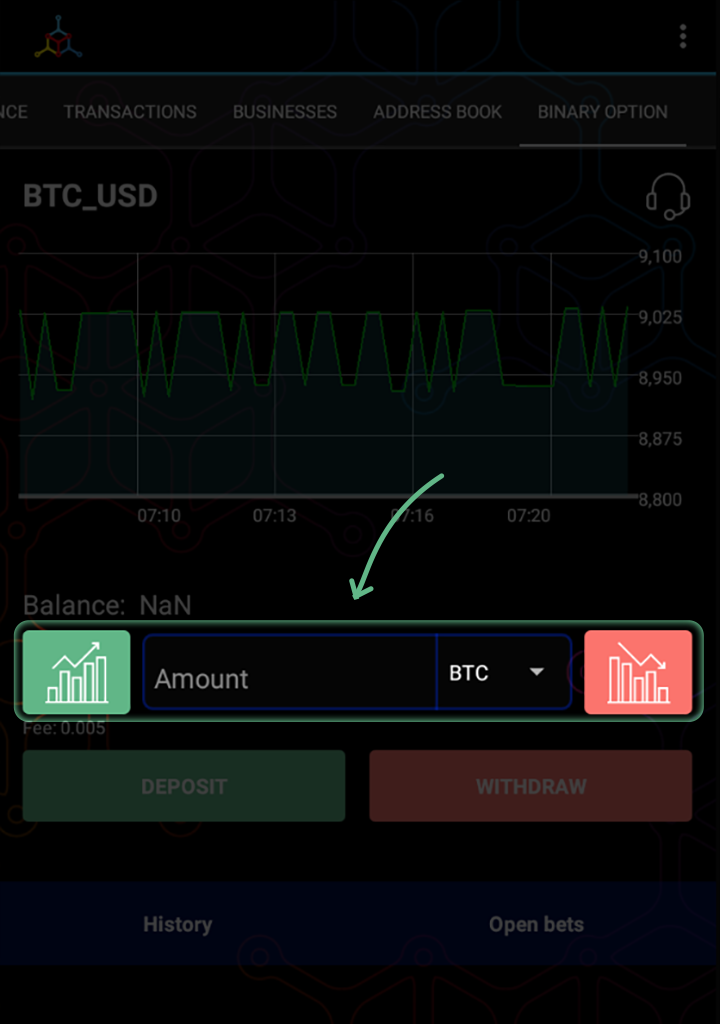 NCE TRANSACTIONS BUSINESSES ADDRESS BOOK BINARY OPTION
BTC_USD
9,100
9,025
8,950
8,875
8,800
07:10 07:13 07:16 07:20
Balance: NaN
Amount BTC
Fee: 0.005
DEPOSIT WITHDRAW
History Open bets